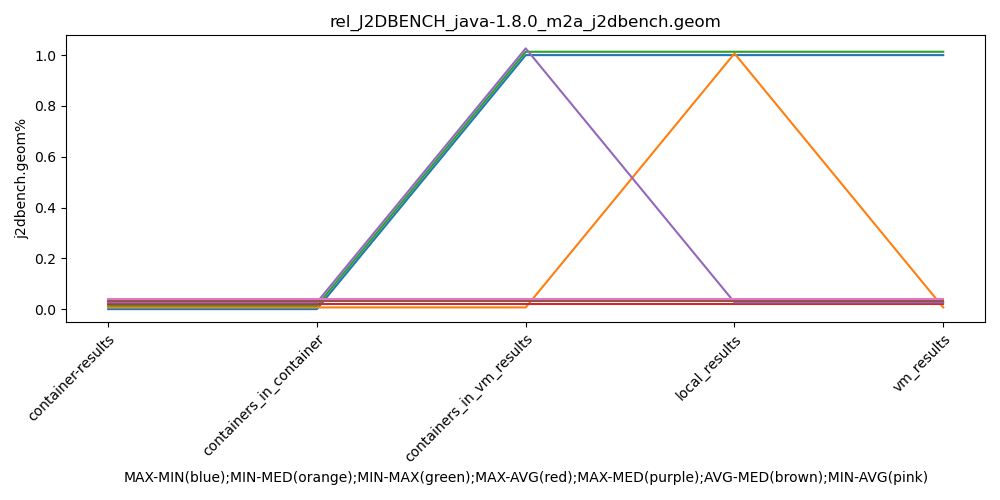 rel_J2DBENCH_java-1.8.0_m2a_j2dbench.geom
j2dbench.geom%
1.0
0.8
0.6
0.4
0.2
0.0
container-results
containers_in_container
containers_in_vm_results
local_results
vm_results
MAX-MIN(blue);MIN-MED(orange);MIN-MAX(green);MAX-AVG(red);MAX-MED(purple);AVG-MED(brown);MIN-AVG(pink)